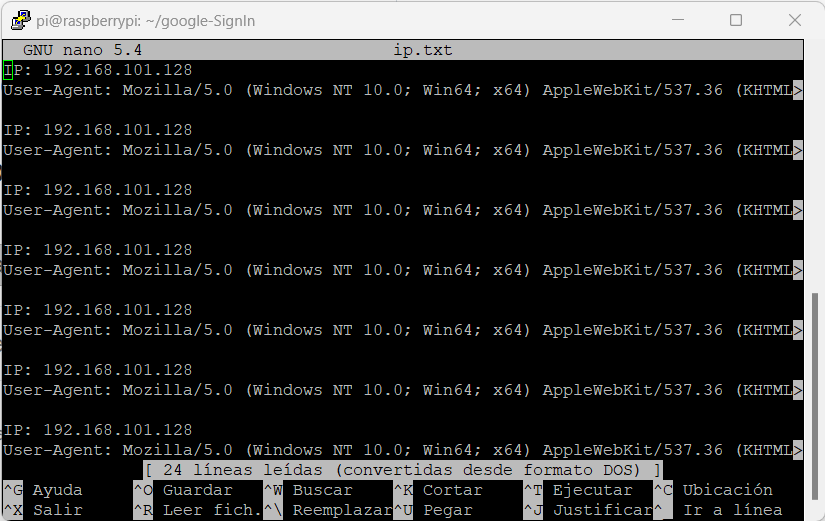 pi@raspberrypi: ~/google-SignIn
GNU nano 5.4 ip.txt
IP: 192.168.101.128
User-Agent: Mozilla/5.0 (Windows NT 10.0; Win64; x64) AppleWebKit/537.36 (KHTML>
IP: 192.168.101.128
User-Agent: Mozilla/5.0 (Windows NT 10.0; Win64; x64) AppleWebKit/537.36 (KHTML>
IP: 192.168.101.128
User-Agent: Mozilla/5.0 (Windows NT 10.0; Win64; x64) AppleWebKit/537.36 (KHTML>
IP: 192.168.101.128
User-Agent: Mozilla/5.0 (Windows NT 10.0; Win64; x64) AppleWebKit/537.36 (KHTML>
IP: 192.168.101.128
User-Agent: Mozilla/5.0 (Windows NT 10.0; Win64; x64) AppleWebKit/537.36 (KHTML>
IP: 192.168.101.128
User-Agent: Mozilla/5.0 (Windows NT 10.0; Win64; x64) AppleWebKit/537.36 (KHTML>
IP: 192.168.101.128
User-Agent: Mozilla/5.0 (Windows NT 10.0; Win64; x64) AppleWebKit/537.36 (KHTML>
[ 24 líneas leídas (convertidas desde formato DOS) ]
^G Ayuda ^O Guardar ^W Buscar ^K Cortar ^T Ejecutar ^C Ubicación
^X Salir ^R Leer fich. ^\ Reemplazar ^U Pegar ^J Justificar ^ Ir a línea